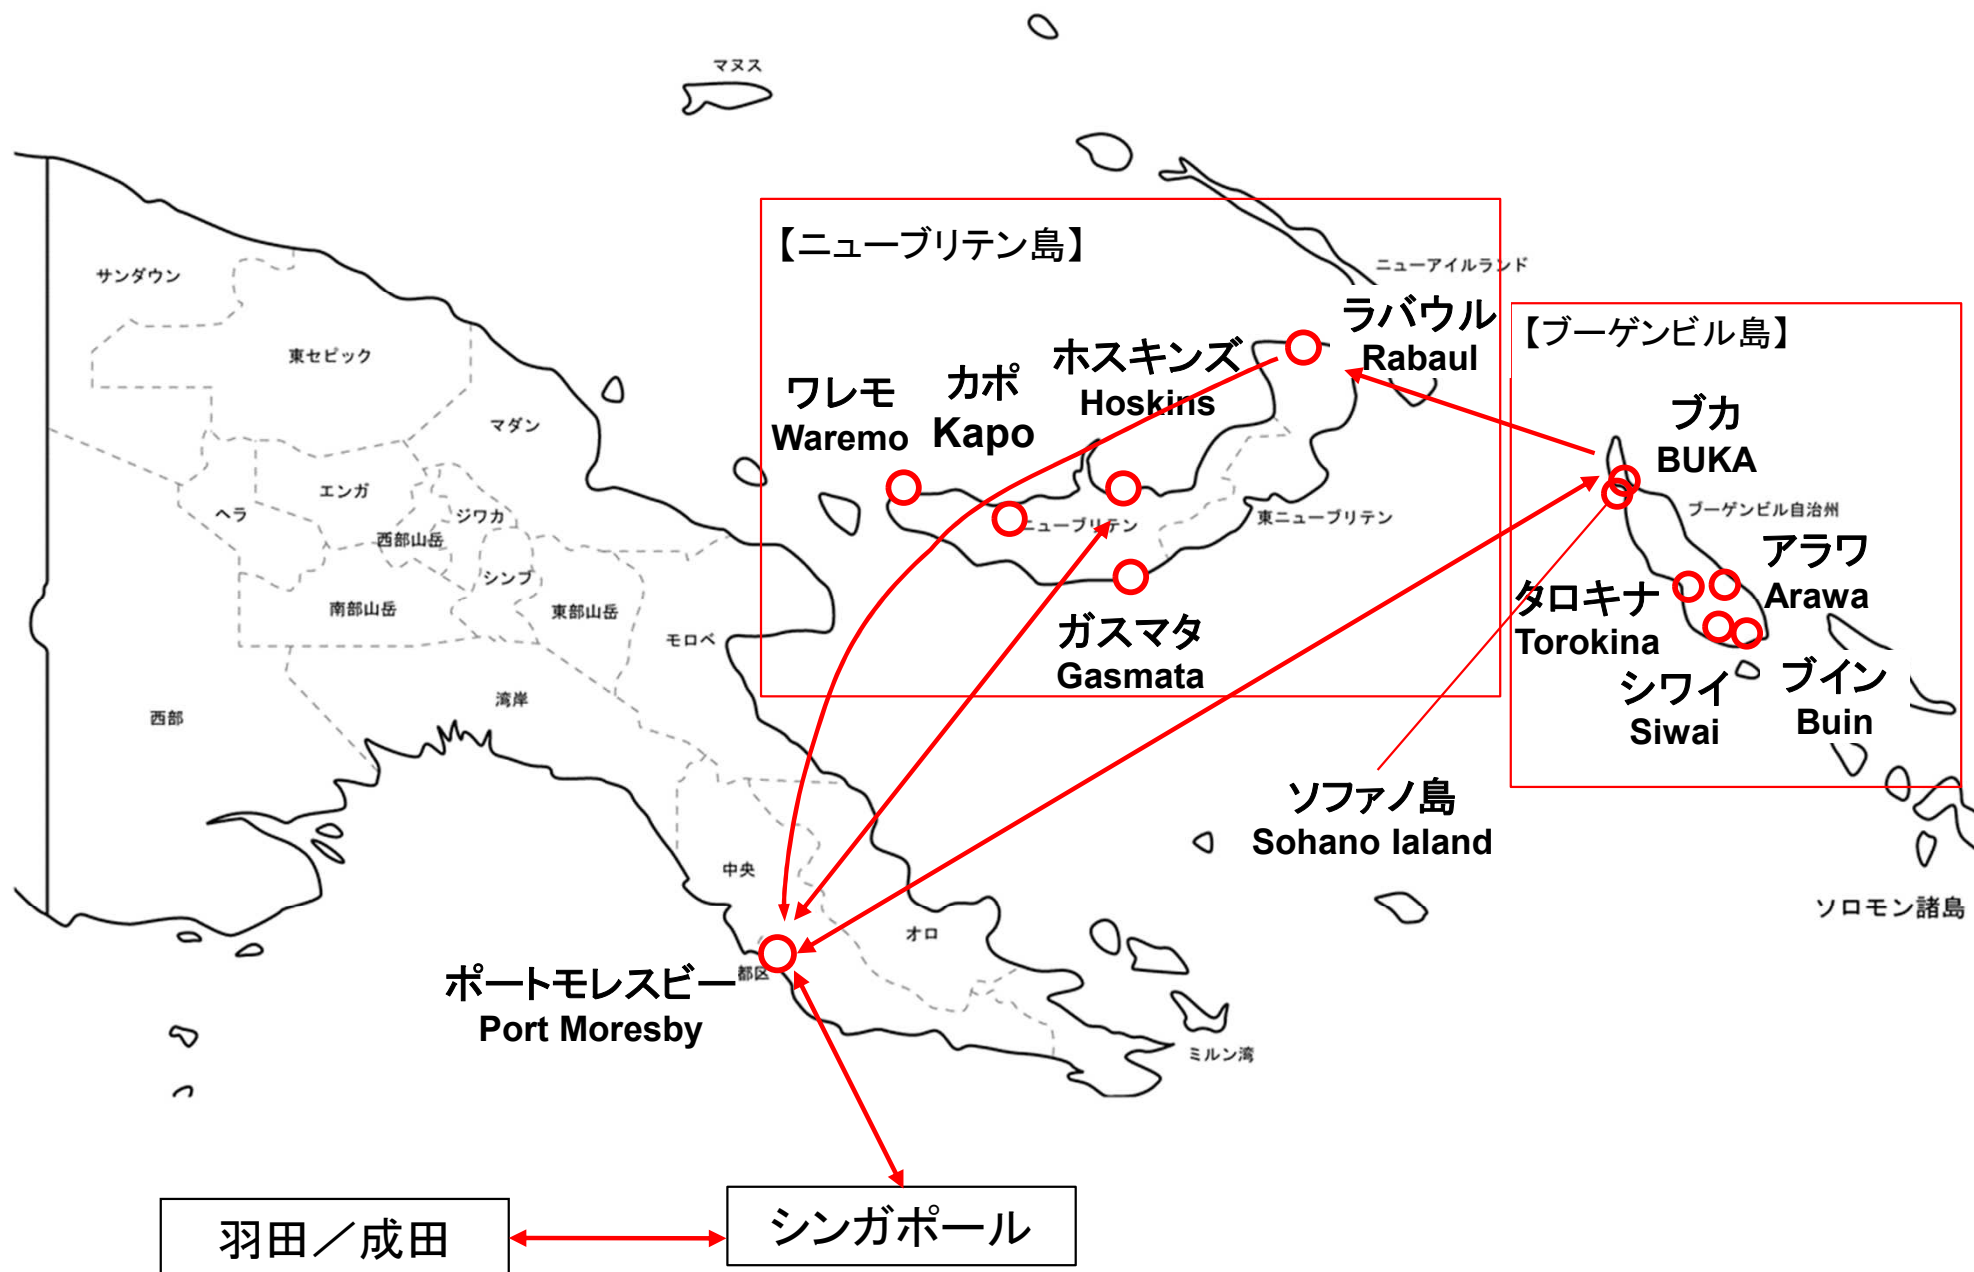 マヌス
【ニューブリテン島】
ニューアイルランド
サンダウン
ラバウル
Rabaul
【ブーゲンビル島】
東セピック
ホスキンズ
Hoskins
カポ
Kapo
ワレモ
Waremo
マダン
ブカ
BUKA
エンガ
ヘラ
ジワカ
西部山岳
ニューブリテン
東ニューブリテン
ブーゲンビル自治州
シンブ
アラワ
Arawa
南部山岳
東部山岳
モロベ
タロキナ
Torokina
ガスマタ
Gasmata
シワイ
Siwai
ブイン
Buin
西部
湾岸
ソファノ島
Sohano Ialand
中央
オロ
ソロモン諸島
都区
ポートモレスビー
Port Moresby
ミルン湾
シンガポール
羽田／成田